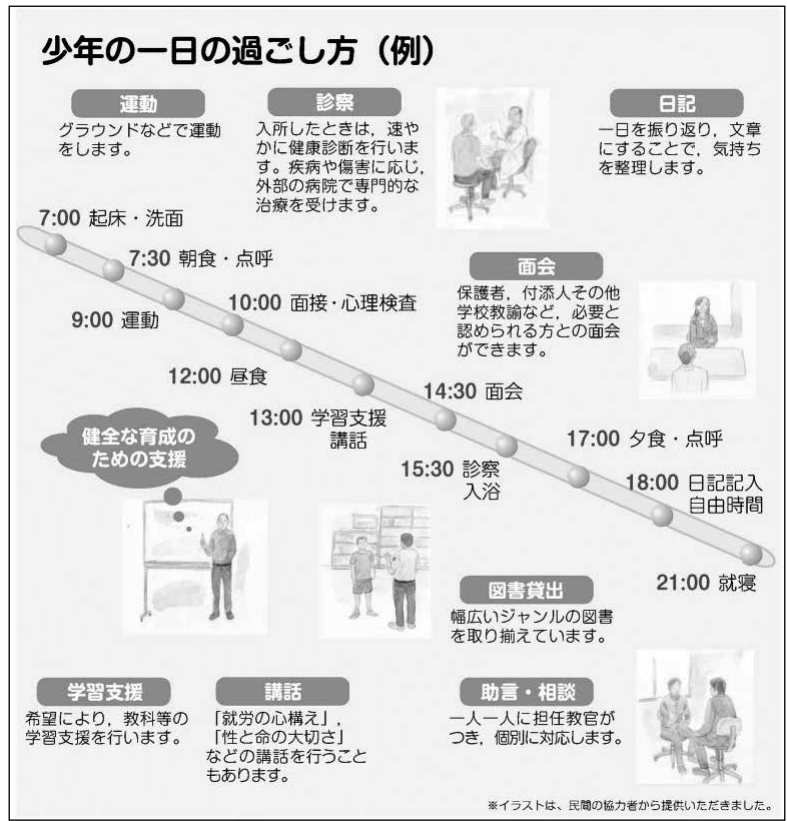 少年の一日の過ごし方（例）
運動
グラウンドなどで運動
をします。
診察
入所したときは，速や
かに健康診断を行いま
す。疾病や傷害に応じ，
外部の病院で専門的な
治療を受けます。
日記
一日を振り返り，文章
にすることで，気持ち
を整理します。
7:00 起床・洗面
7:30 朝食・点呼
9:00 運動
10:00 面接・心理検査
12:00 昼食
13:00 学習支援
講話
面会
保護者，付添人その他
学校教諭など，必要と
認められる方との面会
ができます。
14:30 面会
15:30 診察
入浴
17:00 夕食・点呼
18:00 日記記入
自由時間
21:00 就寝
健全な育成の
ための支援
図書貸出
幅広いジャンルの図書
を取り揃えています。
学習支援
希望により，教科等の
学習支援を行います。
講話
「就労の心構え」，
「性と命の大切さ」
などの講話を行うこと
もあります。
助言・相談
一人一人に担任教官が
つき，個別に対応します。
※イラストは、民間の協力者から提供いただきました。